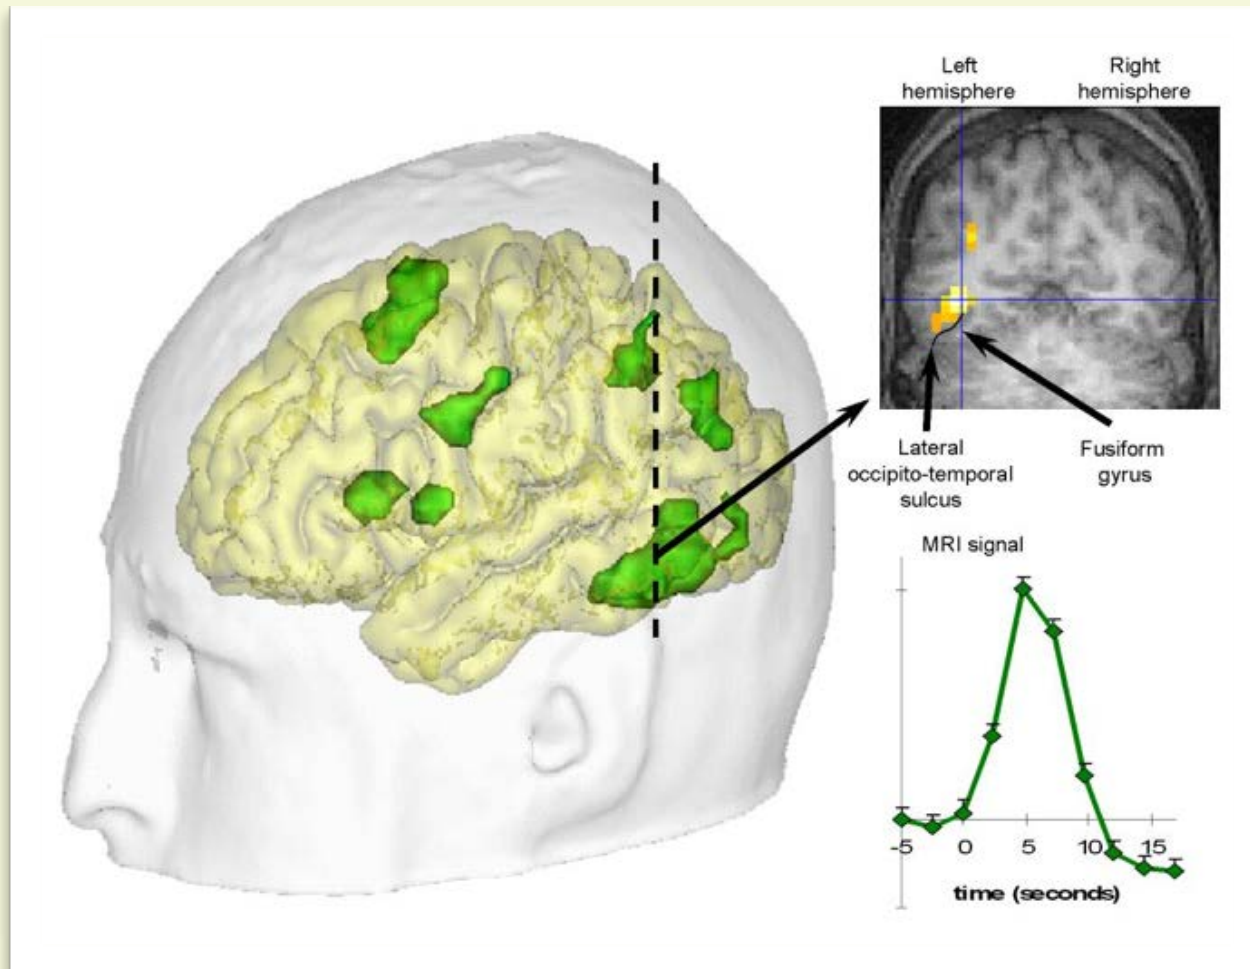 Left
hemisphere
Right
hemisphere
Lateral
occipito-temporal
sulcus
Fusiform
gyrus
MRI signal
-5 0 5 10 15
time (seconds)